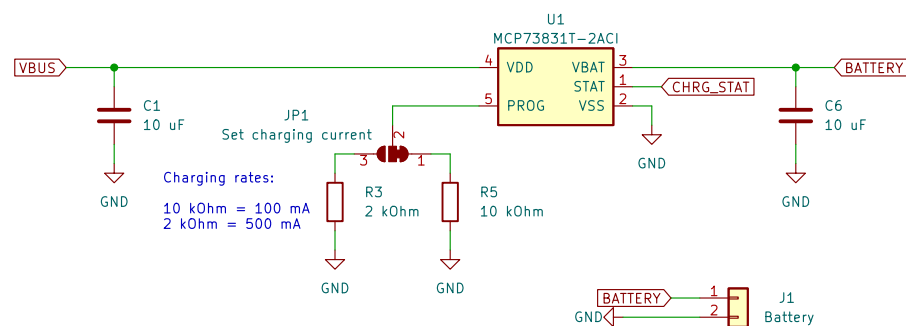 U1
MCP73831T-2ACI
VBUS
4
VDD
VBAT
3
BATTERY
STAT
1
CHRG_STAT
5
PROG
VSS
2
C1
10 uF
C6
10 uF
JP1
Set charging current
2
3
1
GND
GND
GND
Charging rates:
10 kOhm = 100 mA
2 kOhm = 500 mA
R3
2 kOhm
R5
10 kOhm
GND
GND
BATTERY
1
J1
GND
2
Battery